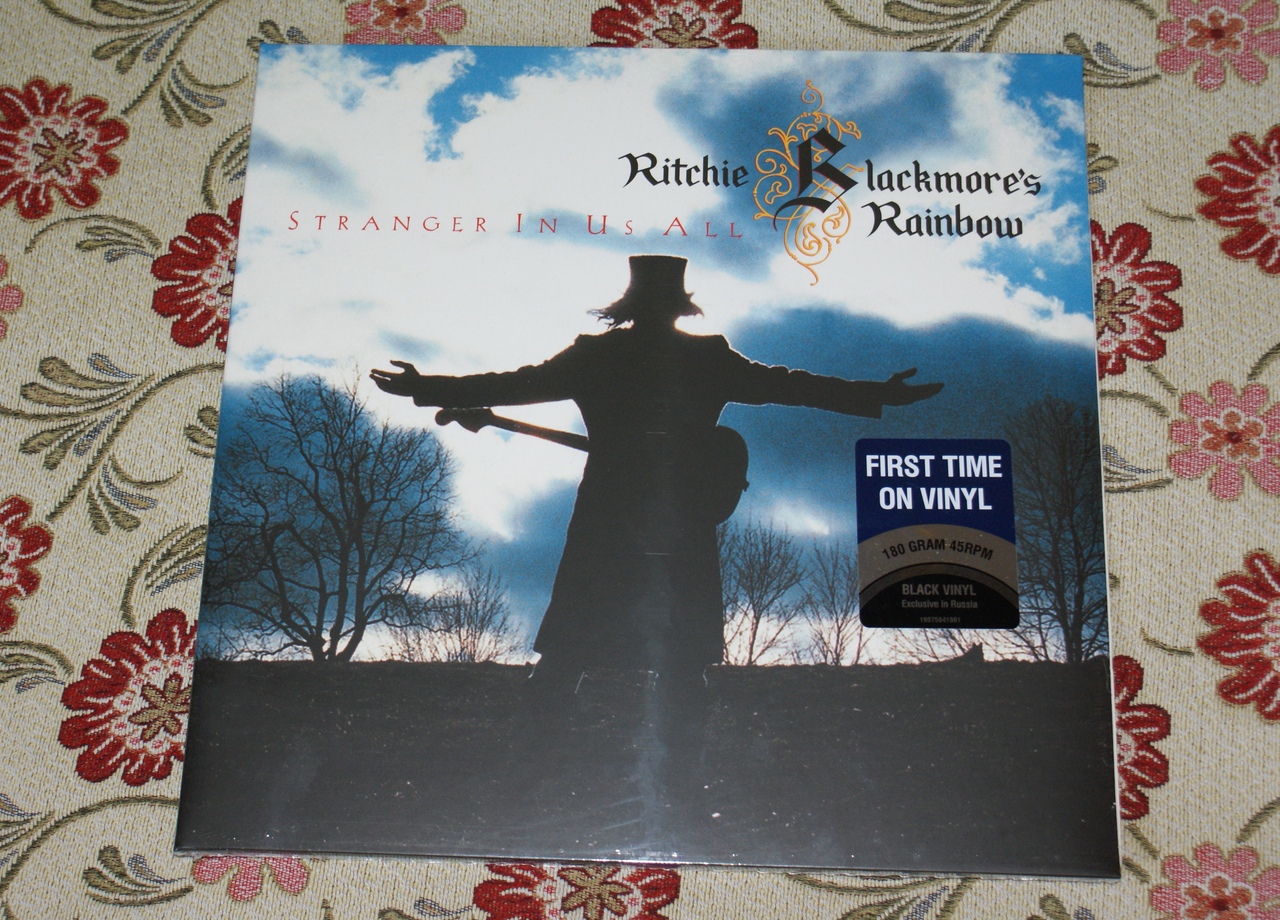 Ritchie Blackmore's
Rainbow
STRANGER IN US ALL
FIRST TIME
ON VINYL
180 GRAM 45RPM
BLACK VINYL
Exclusive in Russia